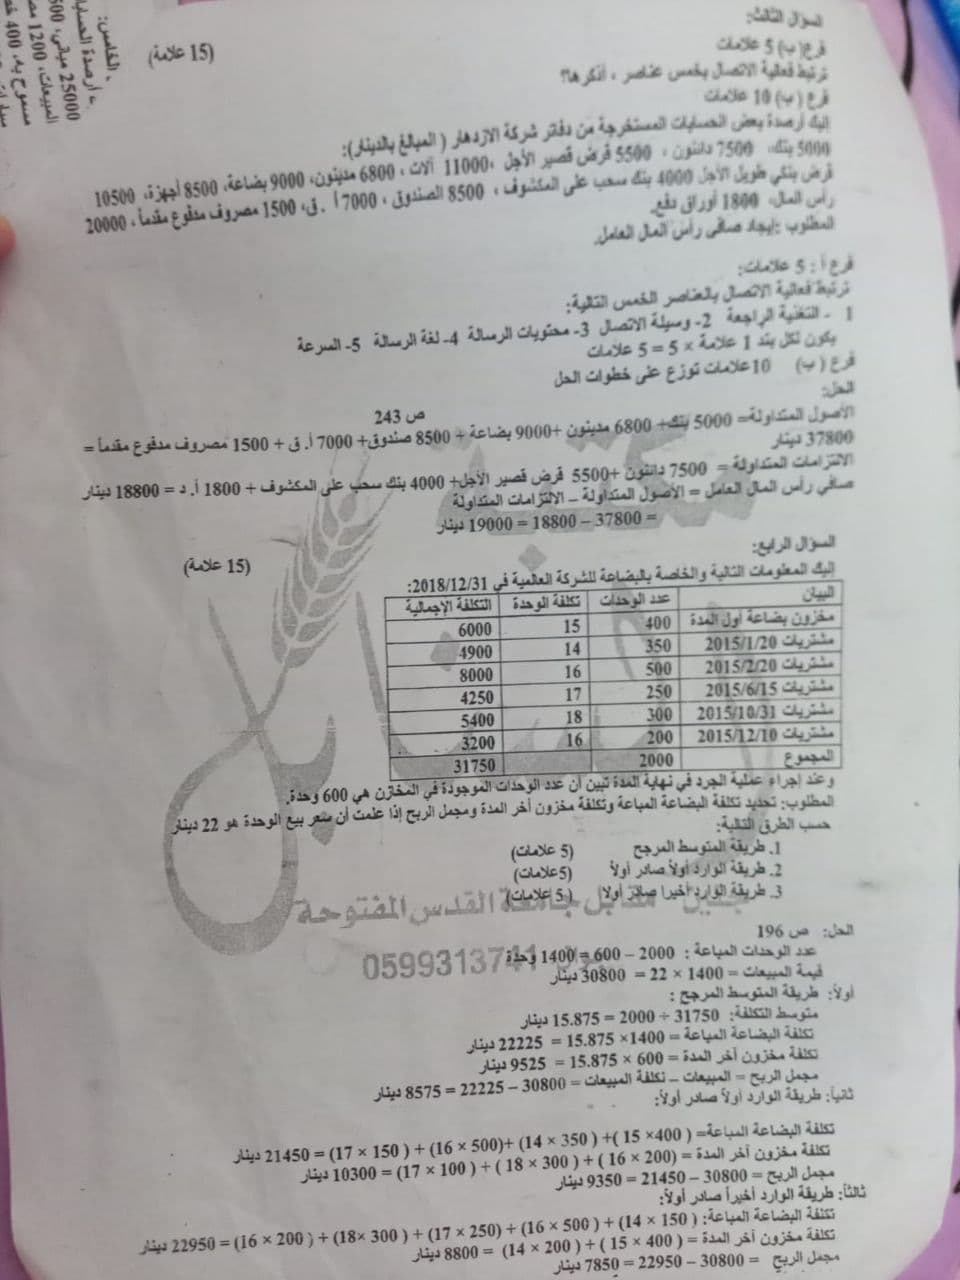 السؤال الثالث:
(15 علامة)
فرع(ب) 5 علامات
ترتبط فعالية الاتصال بخمس عناصر ، أذكرها؟
فرع (ب) 10 علامات
إليك أرصدة بعض الحسابات المستخرجة من دفاتر شركة الازدهار ( المبالغ بالدينار):
5000 بنك، 7500 دائنون ، 5500 قرض قصير الأجل ،11000 آلات ، 6800 مدينون، 9000 بضاعة، 8500 أجهزة، 10500
قرض بنكي طويل الأجل 4000 بنك سحب على المكشوف ، 8500 الصندوق ، 7000 أ . ق، 1500 مصروف مدفوع مقدماً ، 20000
رأس المال، 1800 أوراق دفع.
المطلوب :إيجاد صافي رأس المال العامل.
فرع أ : 5 علامات:
ترتبط فعالية الاتصال بالعناصر الخمس التالية:
1 - التغذية الراجعة 2- وسيلة الاتصال 3- محتويات الرسالة 4- لغة الرسالة 5- السرعة
يكون لكل بند 1 علامة × 5 = 5 علامات
فرع ( ب) 10علامات توزع على خطوات الحل
الحل:
ص 243
الأصول المتداولة= 5000 بنك+ 6800 مدينون +9000 بضاعة + 8500 صندوق+ 7000 أ. ق + 1500 مصروف مدفوع مقدماً =
37800 دينار
الالتزامات المتداولة = 7500 دائنون +5500 قرض قصير الأجل+ 4000 بنك سحب على المكشوف + 1800 أ. د = 18800 دينار
صافي رأس المال العامل = الأصول المتداولة – الالتزامات المتداولة
= 37800 – 18800 = 19000 دينار
السؤال الرابع:
(15 علامة)
إليك المعلومات التالية والخاصة بالبضاعة للشركة العالمية في 2018/12/31:
البيان عدد الوحدات تكلفة الوحدة التكلفة الإجمالية
مخزون بضاعة أول المدة 400 15 6000
مشتريات 2015/1/20 350 14 4900
مشتريات 2015/2/20 500 16 8000
مشتريات 2015/6/15 250 17 4250
مشتريات 2015/10/31 300 18 5400
مشتريات 2015/12/10 200 16 3200
المجموع 2000 31750
وعند إجراء عملية الجرد في نهاية المدة تبين أن عدد الوحدات الموجودة في المخازن هي 600 وحدة.
المطلوب: تحديد تكلفة البضاعة المباعة وتكلفة مخزون أخر المدة ومجمل الربح إذا علمت أن سعر بيع الوحدة هو 22 دينار
حسب الطرق التالية:
1. طريقة المتوسط المرجح (5 علامات)
2. طريقة الوارد أولاً صادر أولاً (5علامات)
3. طريقة الوارد أخيرا صادر أولا (5 علامات)
جنين مقابل جامعة القدس المفتوحة
0599313741
الحل: ص 196
عدد الوحدات المباعة : 2000 – 600 = 1400 وحدة
قيمة المبيعات = 1400 × 22 = 30800 دينار
أولاً: طريقة المتوسط المرجح :
متوسط التكلفة: 31750 ÷ 2000 = 15.875 دينار
تكلفة البضاعة المباعة = 1400× 15.875 = 22225 دينار
تكلفة مخزون آخر المدة = 600 × 15.875 = 9525 دينار
مجمل الربح = المبيعات – تكلفة المبيعات = 30800 – 22225 = 8575 دينار
ثانياً: طريقة الوارد أولاً صادر أولاً:
تكلفة البضاعة المباعة= ( 400× 15 )+ ( 350 × 14) +(500 × 16) + ( 150 × 17) = 21450 دينار
تكلفة مخزون آخر المدة = (200 × 16 ) + ( 300 × 18 ) + ( 100 × 17) = 10300 دينار
مجمل الربح = 30800 – 21450 = 9350 دينار
ثالثاً: طريقة الوارد أخيراً صادر أولاً:
تكلفة البضاعة المباعة: ( 150 × 14) + ( 500 × 16) + (250 × 17) + ( 300 ×18) + ( 200 × 16) = 22950 دينار
تكلفة مخزون آخر المدة = ( 400 × 15 ) + ( 200 × 14) = 8800 دينار
مجمل الربح = 30800 – 22950 = 7850 دينار